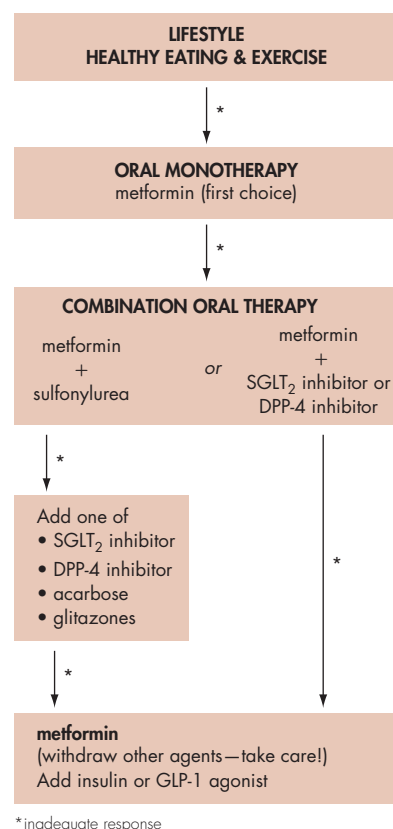 LIFESTYLE
HEALTHY EATING & EXERCISE
*
ORAL MONOTHERAPY
metformin (first choice)
*
COMBINATION ORAL THERAPY
metformin
+
sulfonylurea
or
metformin
+
SGLT₂ inhibitor or
DPP-4 inhibitor
*
Add one of
• SGLT₂ inhibitor
• DPP-4 inhibitor
• acarbose
• glitazones
*
*
metformin
(withdraw other agents—take care!)
Add insulin or GLP-1 agonist
*inadequate response